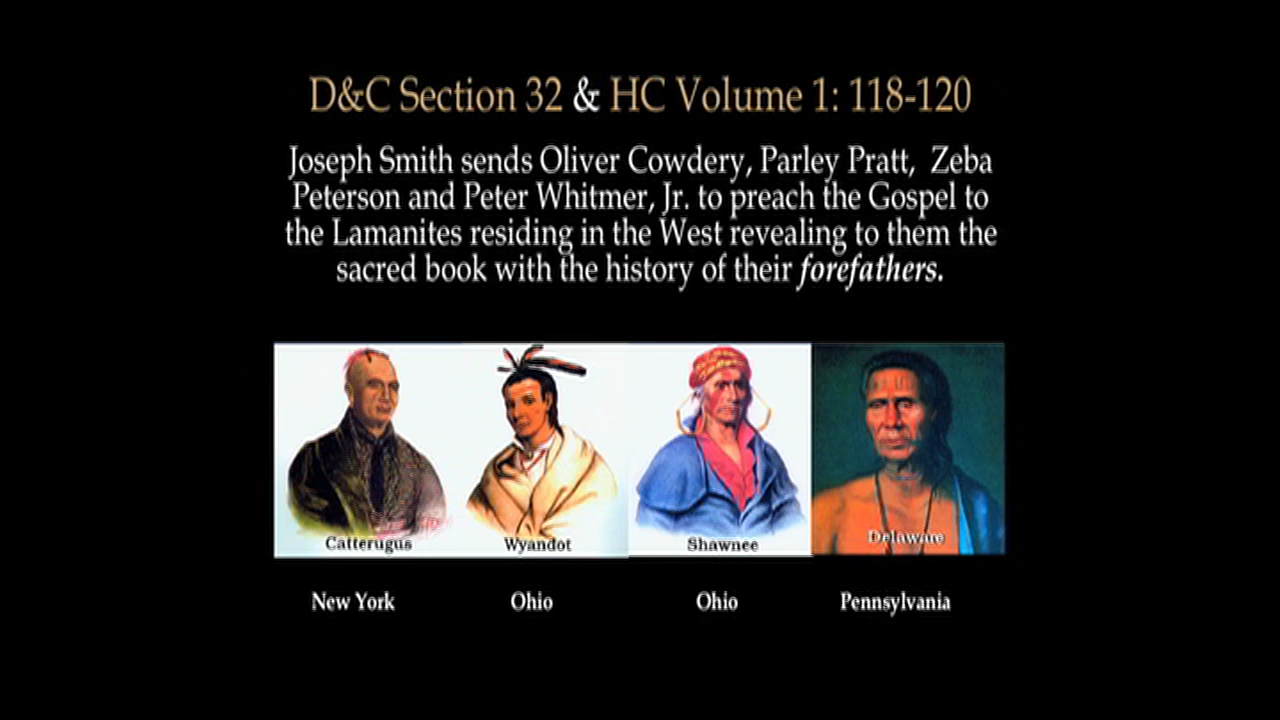 D&C Section 32 & HC Volume 1: 118-120
Joseph Smith sends Oliver Cowdery, Parley Pratt, Zeba
Peterson and Peter Whitmer, Jr. to preach the Gospel to
the Lamanites residing in the West revealing to them the
sacred book with the history of their forefathers.
Catterugus Wyandot Shawnee Delaware
New York Ohio Ohio Pennsylvania